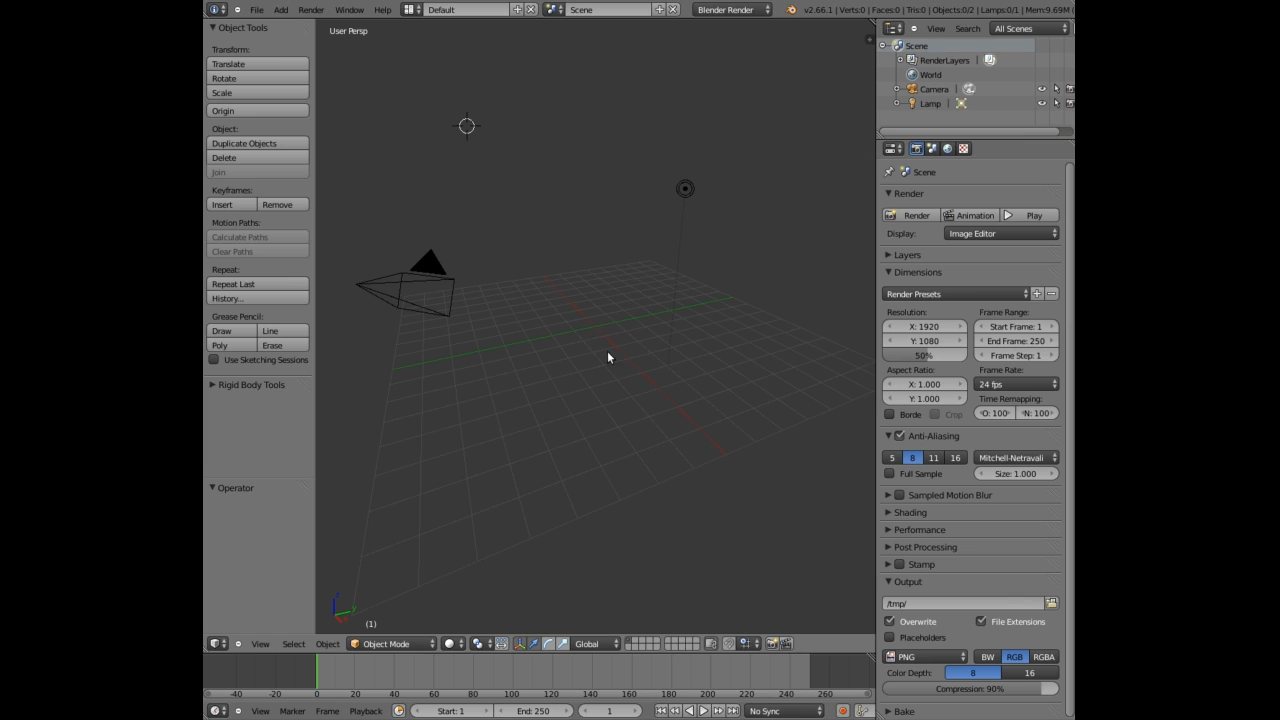 File Add Render Window Help Default Scene Blender Render v2.66.1 | Verts:0 | Faces:0 | Tris:0 | Objects:0/2 | Lamps:0/1 | Mem:9.69M
Object Tools
Transform:
Translate
Rotate
Scale
Origin
Object:
Duplicate Objects
Delete
Join
Keyframes:
Insert Remove
Motion Paths:
Calculate Paths
Clear Paths
Repeat:
Repeat Last
History...
Grease Pencil:
Draw Line
Poly Erase
Use Sketching Sessions
Rigid Body Tools
Operator
User Persp
z
y
(1)
View Select Object Object Mode Global
-40 -20 0 20 40 60 80 100 120 140 160 180 200 220 240 260
View Marker Frame Playback Start: 1 End: 250 1 No Sync
View Search All Scenes
Scene
RenderLayers |
World
Camera |
Lamp |
Scene
Render
Render Animation Play
Display: Image Editor
Layers
Dimensions
Render Presets
Resolution: Frame Range:
X: 1920 Start Frame: 1
Y: 1080 End Frame: 250
50% Frame Step: 1
Aspect Ratio: Frame Rate:
X: 1.000 24 fps
Y: 1.000 Time Remapping:
Borde Crop O: 100 N: 100
Anti-Aliasing
5 8 11 16 Mitchell-Netravali
Full Sample Size: 1.000
Sampled Motion Blur
Shading
Performance
Post Processing
Stamp
Output
/tmp/
Overwrite File Extensions
Placeholders
PNG BW RGB RGBA
Color Depth: 8 16
Compression: 90%
Bake